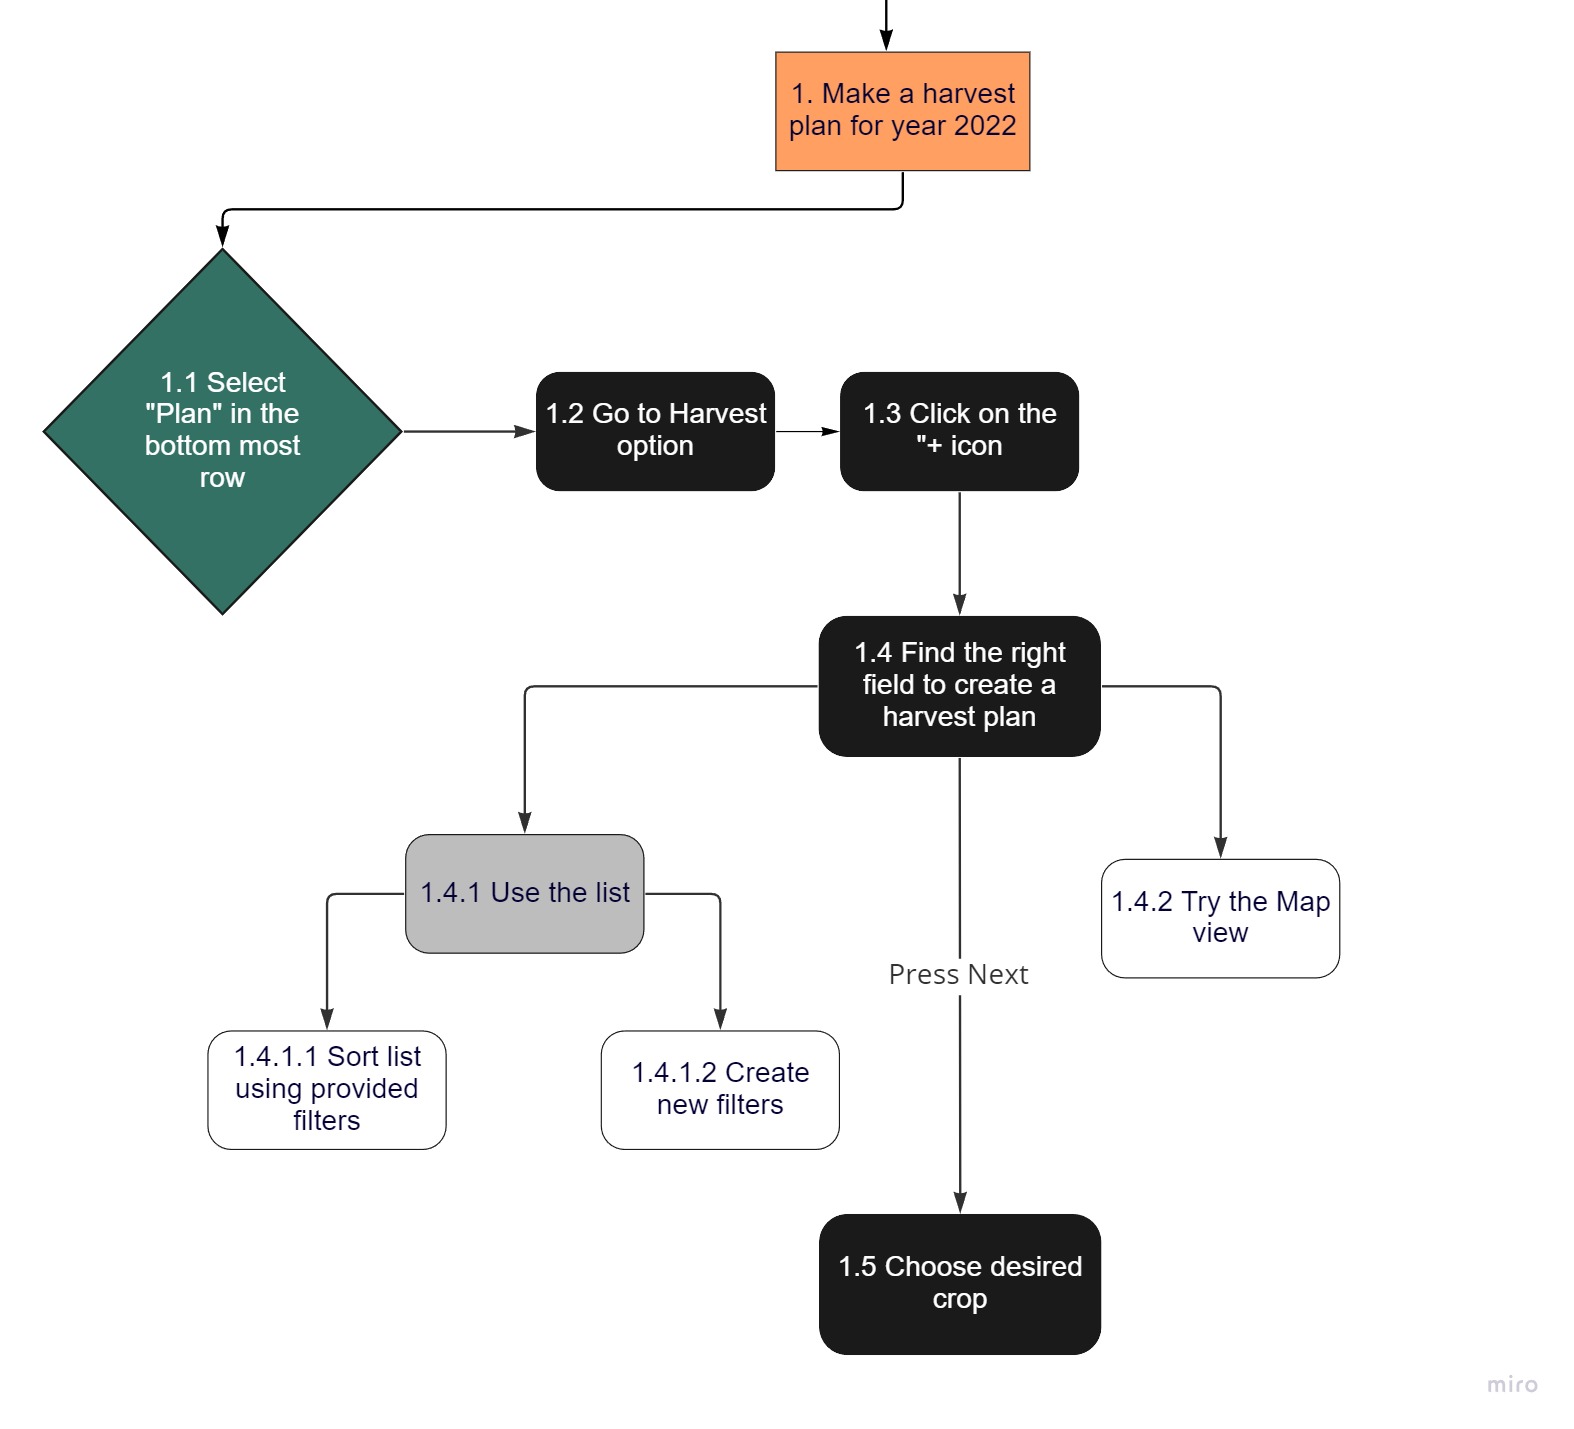 1. Make a harvest
plan for year 2022
1.1 Select
"Plan" in the
bottom most
row
1.2 Go to Harvest
option
1.3 Click on the
"+ icon
1.4 Find the right
field to create a
harvest plan
1.4.1 Use the list
1.4.2 Try the Map
view
Press Next
1.4.1.1 Sort list
using provided
filters
1.4.1.2 Create
new filters
1.5 Choose desired
crop
miro